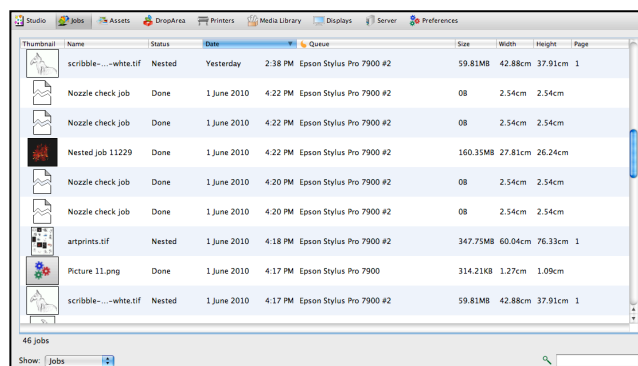 Studio Jobs Assets DropArea Printers Media Library Displays Server Preferences
Thumbnail Name Status Date Queue Size Width Height Page
scribble-...-whte.tif Nested Yesterday 2:38 PM Epson Stylus Pro 7900 #2 59.81MB 42.88cm 37.91cm 1
Nozzle check job Done 1 June 2010 4:22 PM Epson Stylus Pro 7900 #2 0B 2.54cm 2.54cm
Nozzle check job Done 1 June 2010 4:22 PM Epson Stylus Pro 7900 #2 0B 2.54cm 2.54cm
Nested job 11229 Done 1 June 2010 4:22 PM Epson Stylus Pro 7900 #2 160.35MB 27.81cm 26.24cm
Nozzle check job Done 1 June 2010 4:20 PM Epson Stylus Pro 7900 #2 0B 2.54cm 2.54cm
Nozzle check job Done 1 June 2010 4:20 PM Epson Stylus Pro 7900 #2 0B 2.54cm 2.54cm
artprints.tif Nested 1 June 2010 4:18 PM Epson Stylus Pro 7900 #2 347.75MB 60.04cm 76.33cm 1
Picture 11.png Done 1 June 2010 4:17 PM Epson Stylus Pro 7900 314.21KB 1.27cm 1.09cm
scribble-...-whte.tif Nested 1 June 2010 4:17 PM Epson Stylus Pro 7900 #2 59.81MB 42.88cm 37.91cm 1
46 jobs
Show: Jobs